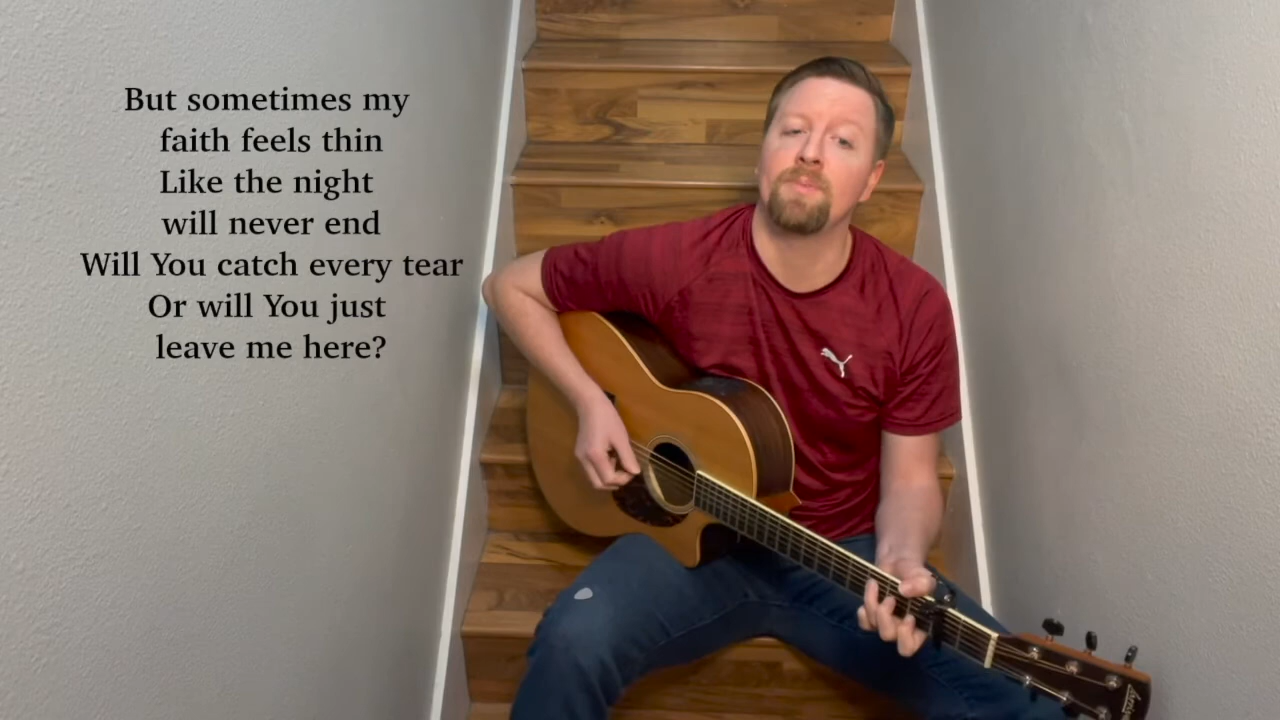 But sometimes my
faith feels thin
Like the night
will never end
Will You catch every tear
Or will You just
leave me here?